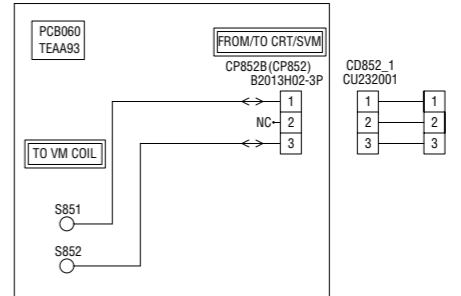 PCB060
TEAA93
FROM/TO CRT/SVM
CP852B(CP852)
B2013H02-3P
CD852_1
CU232001
1
NC 2
3
1 1
2 2
3 3
TO VM COIL
S851
S852